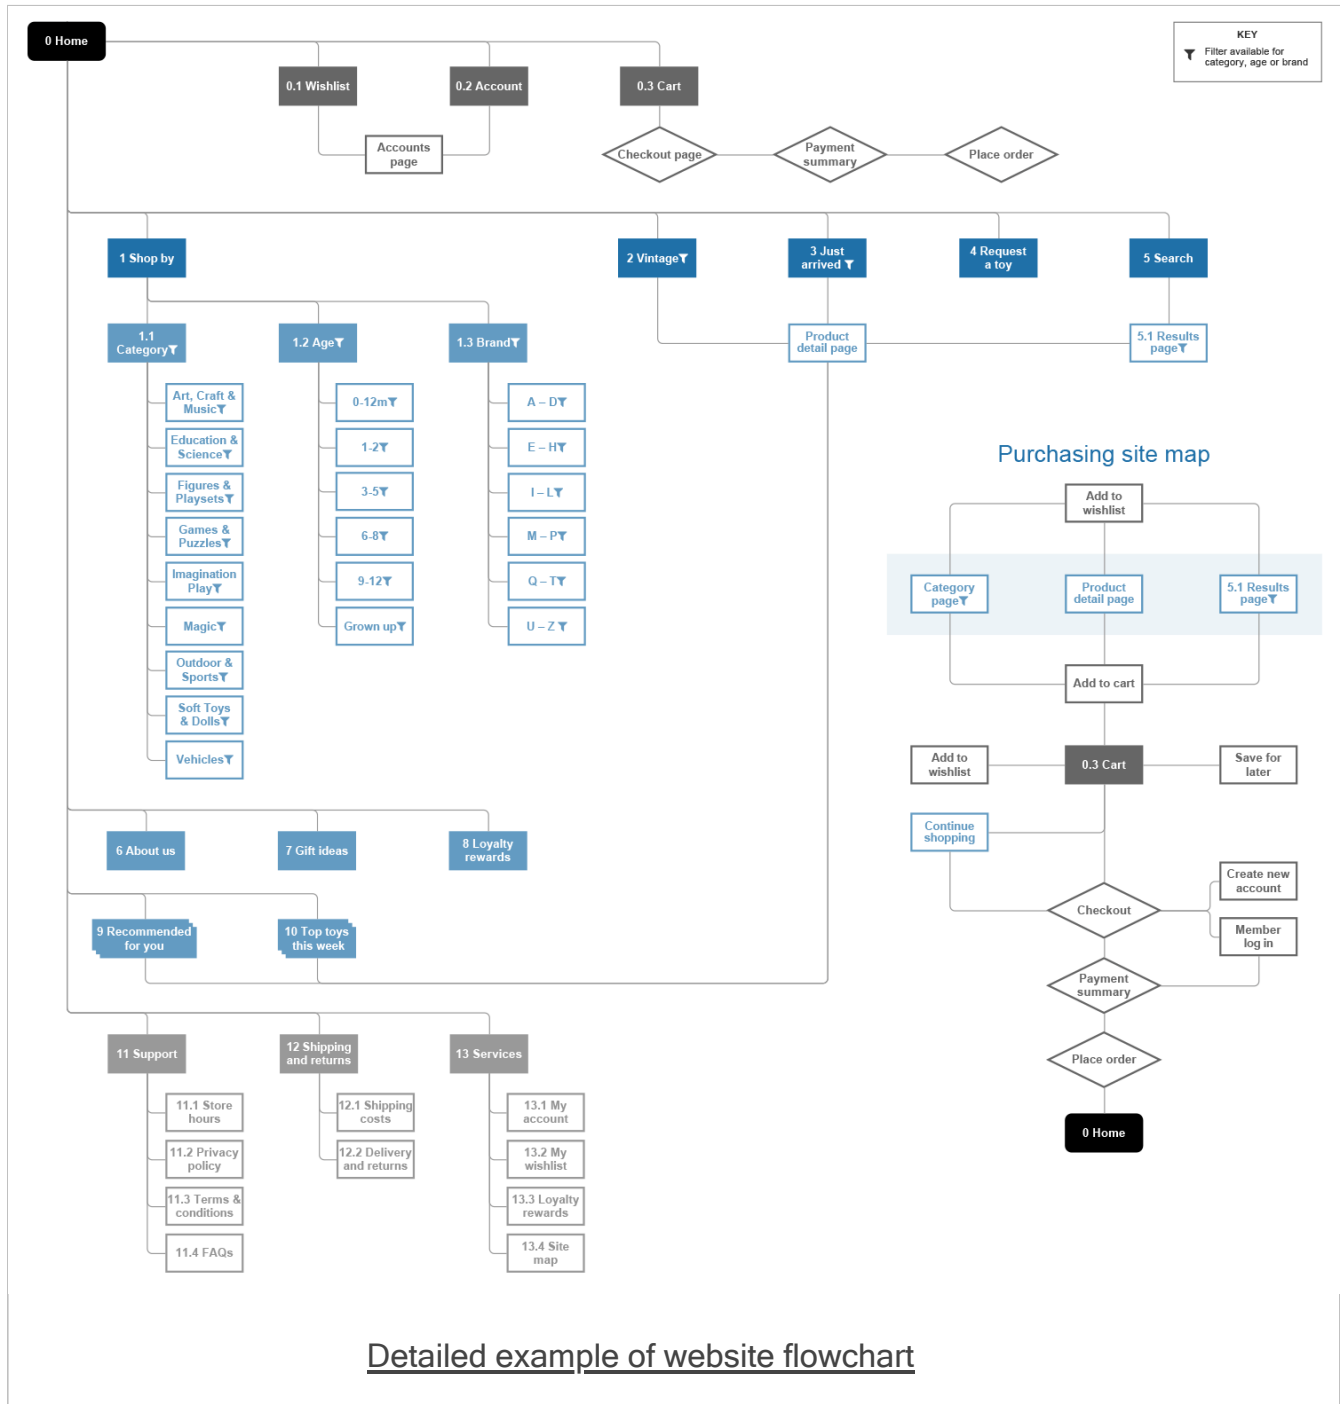 0 Home
KEY
Filter available for
category, age or brand
0.1 Wishlist
0.2 Account
0.3 Cart
Accounts
page
Checkout page
Payment
summary
Place order
1 Shop by
2 Vintage
3 Just
arrived
4 Request
a toy
5 Search
1.1
Category
1.2 Age
1.3 Brand
Product
detail page
5.1 Results
page
Art, Craft &
Music
Education &
Science
Figures &
Playsets
Games &
Puzzles
Imagination
Play
Magic
Outdoor &
Sports
Soft Toys
& Dolls
Vehicles
0-12m
1-2
3-5
6-8
9-12
Grown up
A – D
E – H
I – L
M – P
Q – T
U – Z
Purchasing site map
Add to
wishlist
Category
page
Product
detail page
5.1 Results
page
Add to cart
Add to
wishlist
0.3 Cart
Save for
later
Continue
shopping
Checkout
Create new
account
Member
log in
Payment
summary
Place order
0 Home
6 About us
7 Gift ideas
8 Loyalty
rewards
9 Recommended
for you
10 Top toys
this week
11 Support
12 Shipping
and returns
13 Services
11.1 Store
hours
11.2 Privacy
policy
11.3 Terms &
conditions
11.4 FAQs
12.1 Shipping
costs
12.2 Delivery
and returns
13.1 My
account
13.2 My
wishlist
13.3 Loyalty
rewards
13.4 Site
map
Detailed example of website flowchart